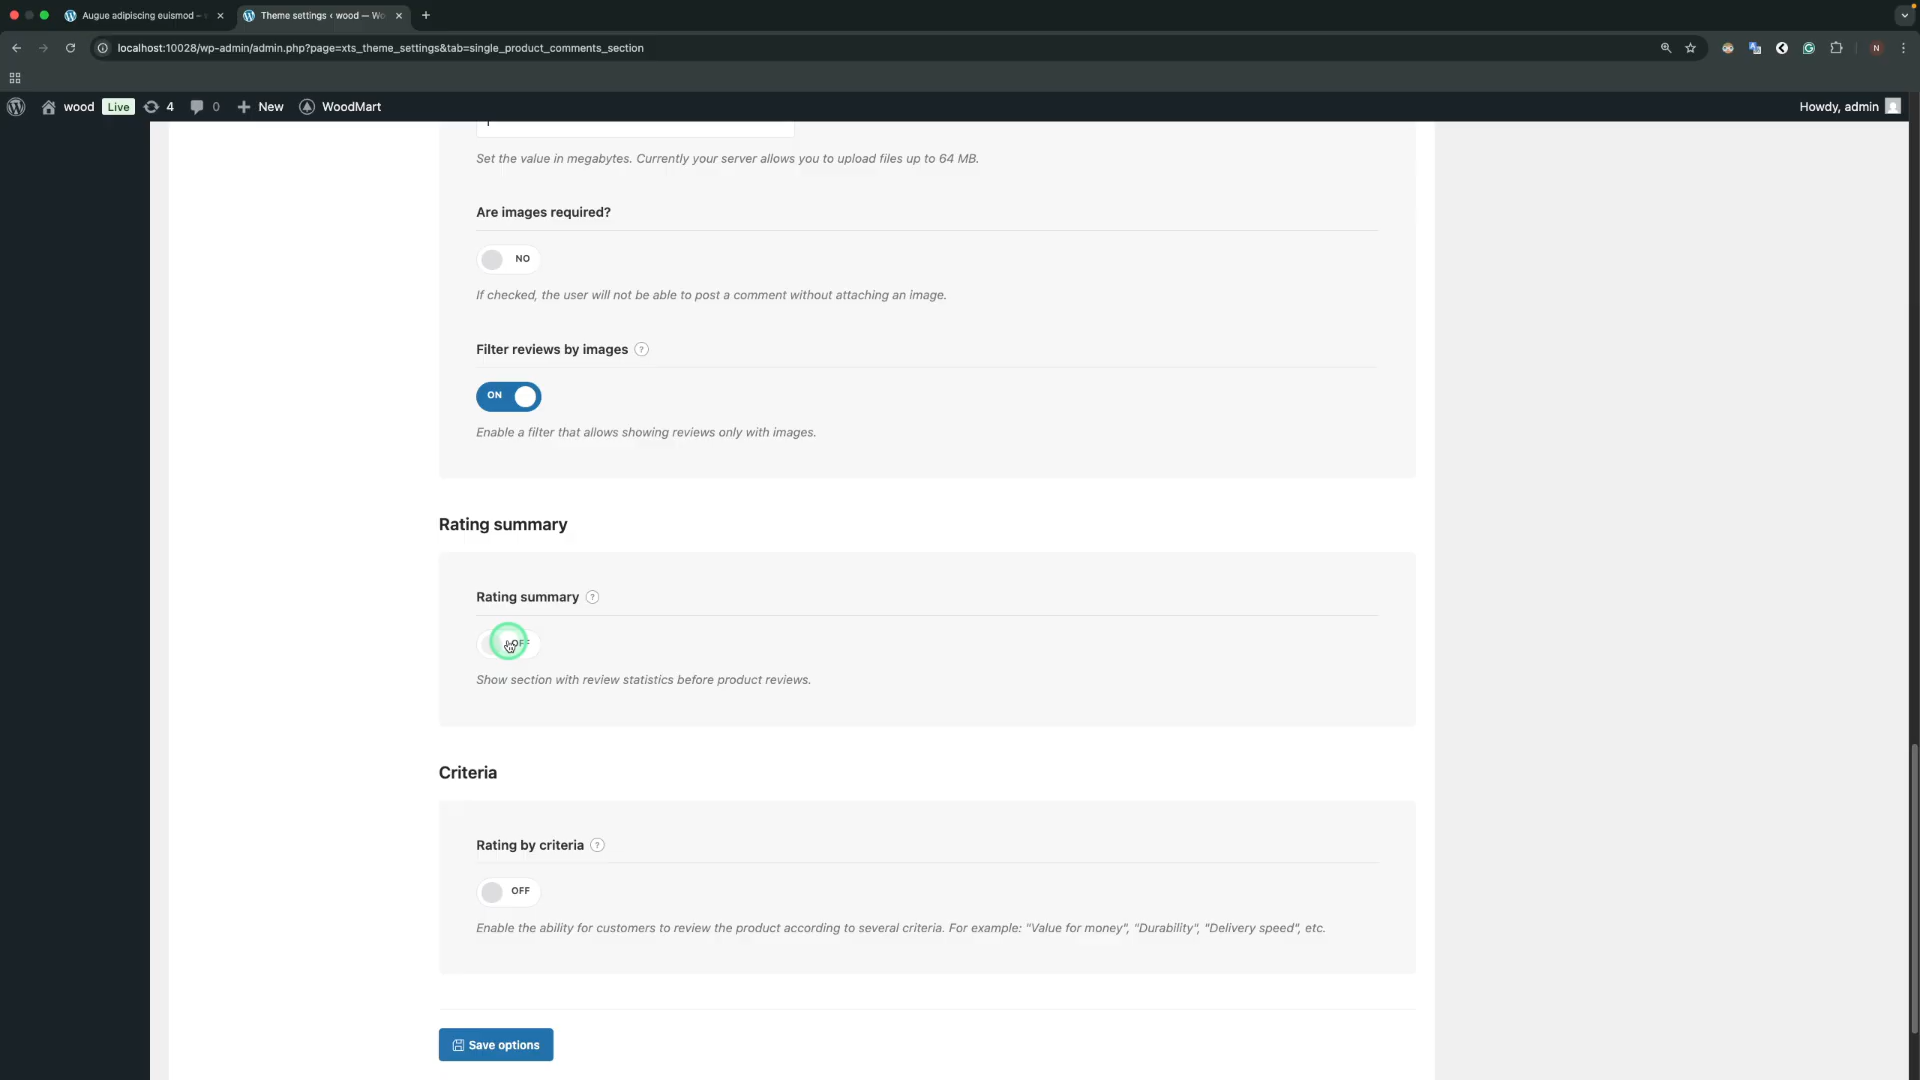 Augue adipiscing euismod –
Theme settings ‹ wood — Wo
localhost:10028/wp-admin/admin.php?page=xts_theme_settings&tab=single_product_comments_section
N
wood Live 4 0 New WoodMart
Howdy, admin
Set the value in megabytes. Currently your server allows you to upload files up to 64 MB.
Are images required?
NO
If checked, the user will not be able to post a comment without attaching an image.
Filter reviews by images ?
ON
Enable a filter that allows showing reviews only with images.
Rating summary
Rating summary ?
OFF
Show section with review statistics before product reviews.
Criteria
Rating by criteria ?
OFF
Enable the ability for customers to review the product according to several criteria. For example: "Value for money", "Durability", "Delivery speed", etc.
Save options